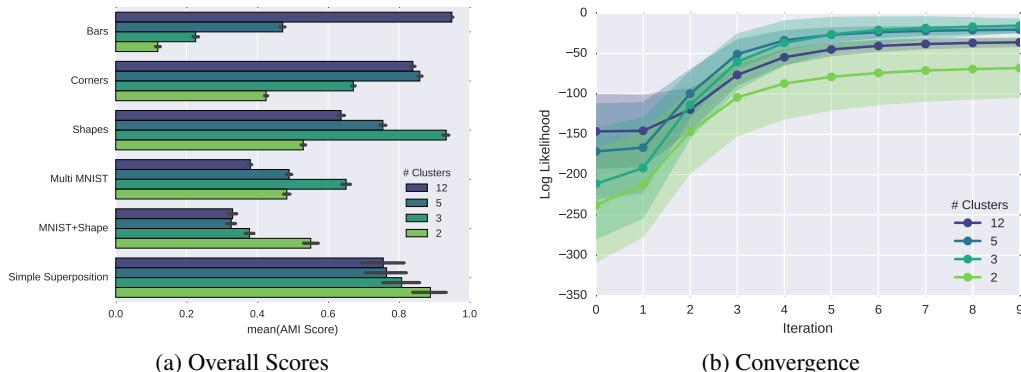 Bars
Corners
Shapes
Multi MNIST
MNIST+Shape
Simple Superposition
# Clusters
12
5
3
2
0.0 0.2 0.4 0.6 0.8 1.0
mean(AMI Score)
(a) Overall Scores
0
−50
−100
−150
−200
−250
−300
−350
Log Likelihood
# Clusters
12
5
3
2
0 1 2 3 4 5 6 7 8 9
Iteration
(b) Convergence